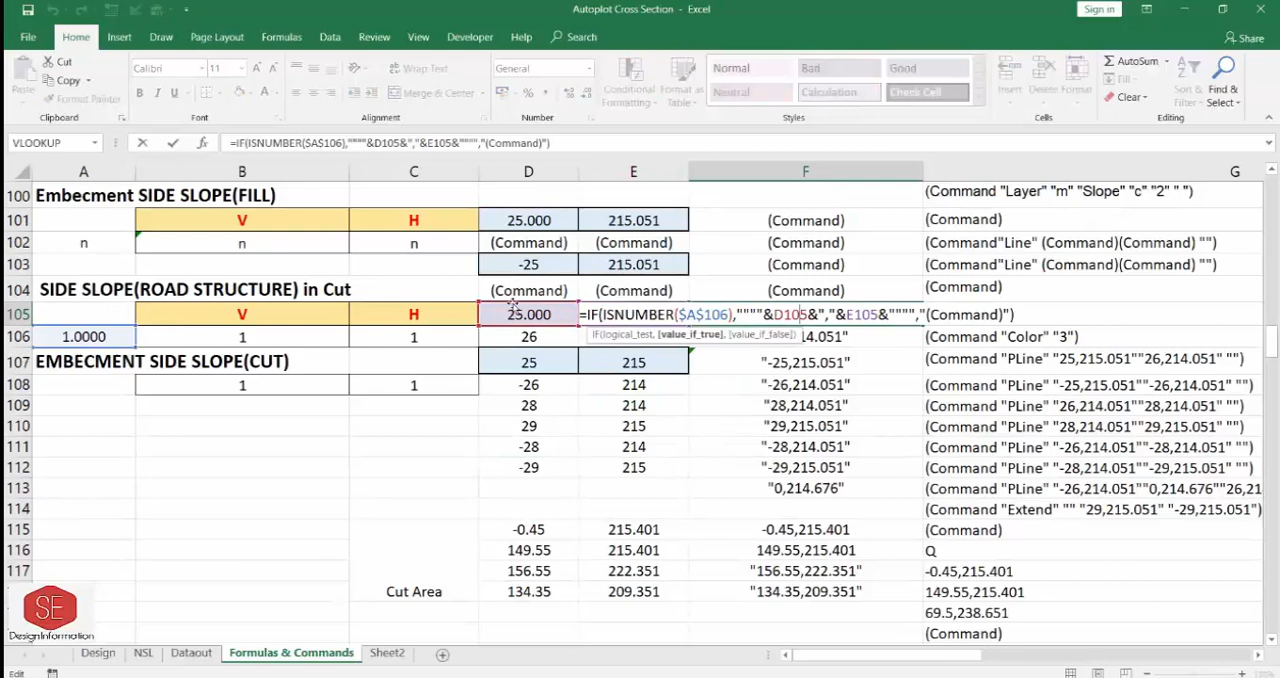 Autoplot Cross Section - Excel
Sign in
File Home Insert Draw Page Layout Formulas Data Review View Developer Help Search Share
Cut
Copy
Format Painter
Paste
Clipboard
Calibri 11
B I U
Font
Wrap Text
Merge & Center
Alignment
General
Number
Conditional Formatting
Format as Table
Normal Bad Good
Neutral Calculation Check Cell
Styles
Insert Delete Format
Cells
AutoSum
Fill
Clear
Sort & Filter
Find & Select
Editing
VLOOKUP fx =IF(ISNUMBER($A$106),""""&D105&","&E105&"""","(Command)")
A B C D E F G
100 Embecment SIDE SLOPE(FILL) (Command "Layer" "m" "Slope" "c" "2" " ")
101 V H 25.000 215.051 (Command) (Command)
102 n n n (Command) (Command) (Command) (Command"Line" (Command)(Command) "")
103 -25 215.051 (Command) (Command"Line" (Command)(Command) "")
104 SIDE SLOPE(ROAD STRUCTURE) in Cut (Command) (Command) (Command) (Command)
105 V H 25.000 =IF(ISNUMBER($A$106),""""&D105&","&E105&"""","(Command)")
106 1.0000 1 1 26 IF(logical_test, [value_if_true], [value_if_false]) 14.051" (Command "Color" "3")
107 EMBECMENT SIDE SLOPE(CUT) 25 215 "-25,215.051" (Command "PLine" "25,215.051""26,214.051" "")
108 1 1 -26 214 "-26,214.051" (Command "PLine" "-25,215.051""-26,214.051" "")
109 28 214 "28,214.051" (Command "PLine" "26,214.051""28,214.051" "")
110 29 215 "29,215.051" (Command "PLine" "28,214.051""29,215.051" "")
111 -28 214 "-28,214.051" (Command "PLine" "-26,214.051""-28,214.051" "")
112 -29 215 "-29,215.051" (Command "PLine" "-28,214.051""-29,215.051" "")
113 "0,214.676" (Command "PLine" "-26,214.051""0,214.676""26,21
114 (Command "Extend" "" "29,215.051" "-29,215.051")
115 -0.45 215.401 -0.45,215.401 (Command)
116 149.55 215.401 149.55,215.401 Q
117 156.55 222.351 "156.55,222.351" -0.45,215.401
Cut Area 134.35 209.351 "134.35,209.351" 149.55,215.401
69.5,238.651
(Command)
SE
DesignInformation
Design NSL Dataout Formulas & Commands Sheet2
Edit